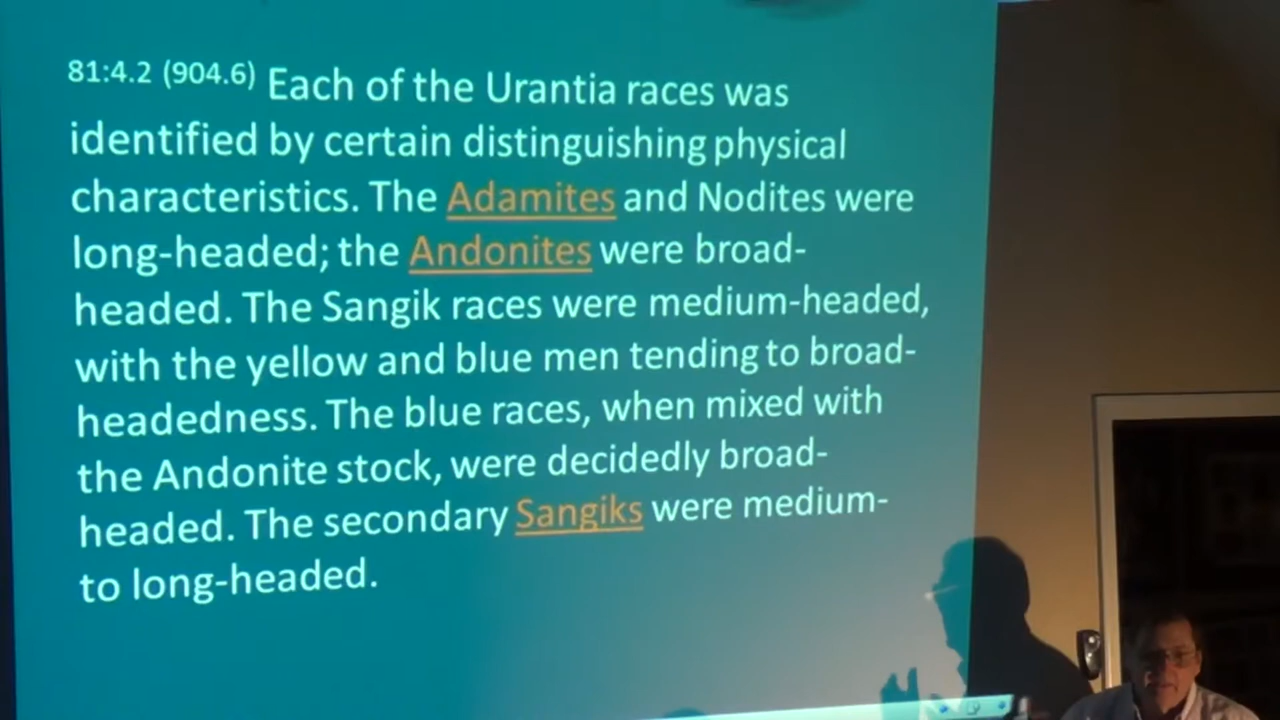 81:4.2 (904.6) Each of the Urantia races was
identified by certain distinguishing physical
characteristics. The Adamites and Nodites were
long-headed; the Andonites were broad-
headed. The Sangik races were medium-headed,
with the yellow and blue men tending to broad-
headedness. The blue races, when mixed with
the Andonite stock, were decidedly broad-
headed. The secondary Sangiks were medium-
to long-headed.